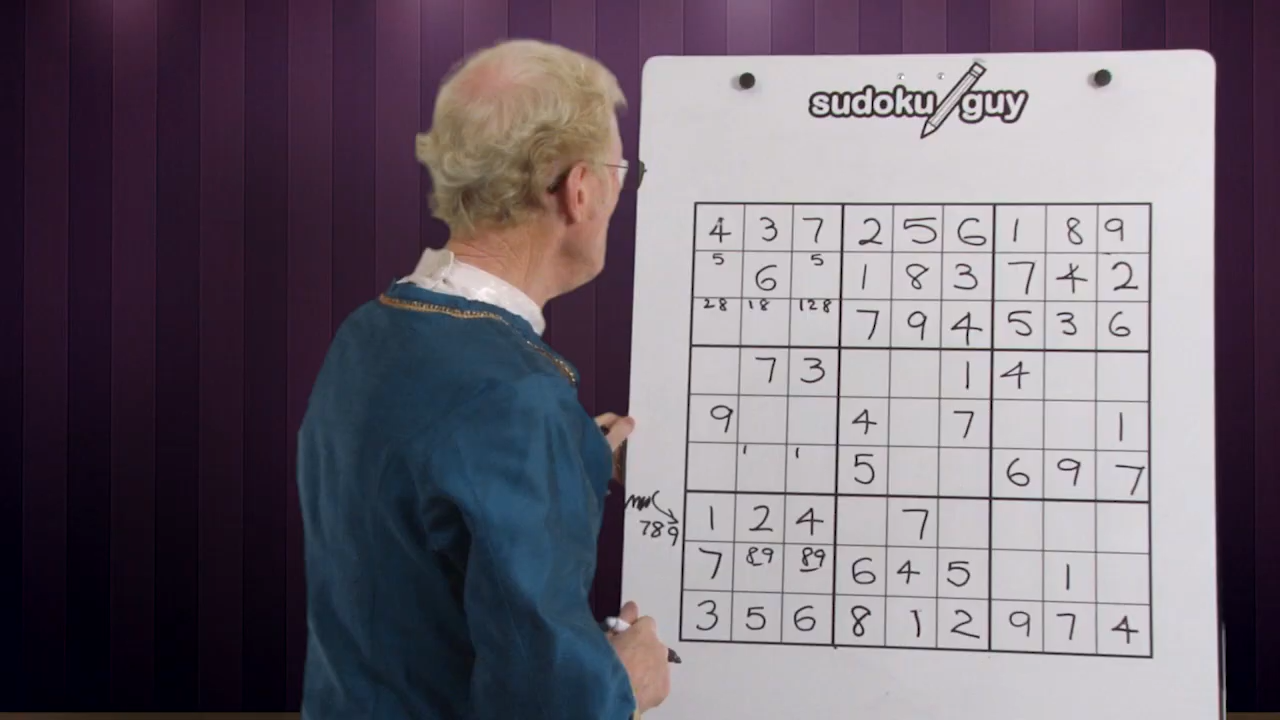 sudoku guy
4 3 7 2 5 6 1 8 9
5 6 5 1 8 3 7 4 2
28 18 128 7 9 4 5 3 6
7 3 1 4
9 4 7 1
1 1 5 6 9 7
1 2 4 7
789
7 89 89 6 4 5 1
3 5 6 8 1 2 9 7 4